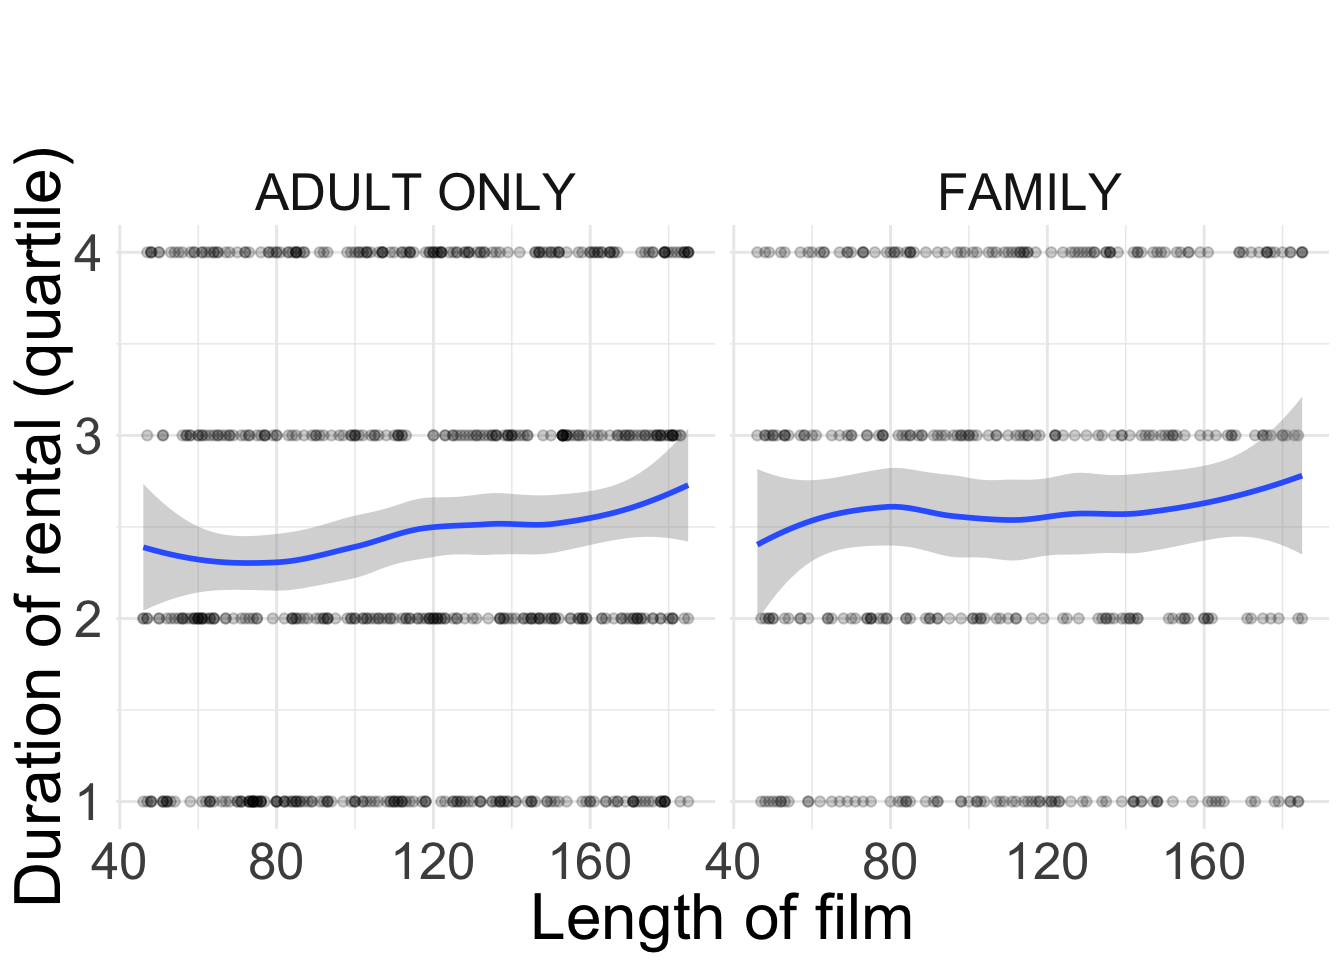 ADULT ONLY
FAMILY
Duration of rental (quartile)
4
3
2
1
40 80 120 160 40 80 120 160
Length of film